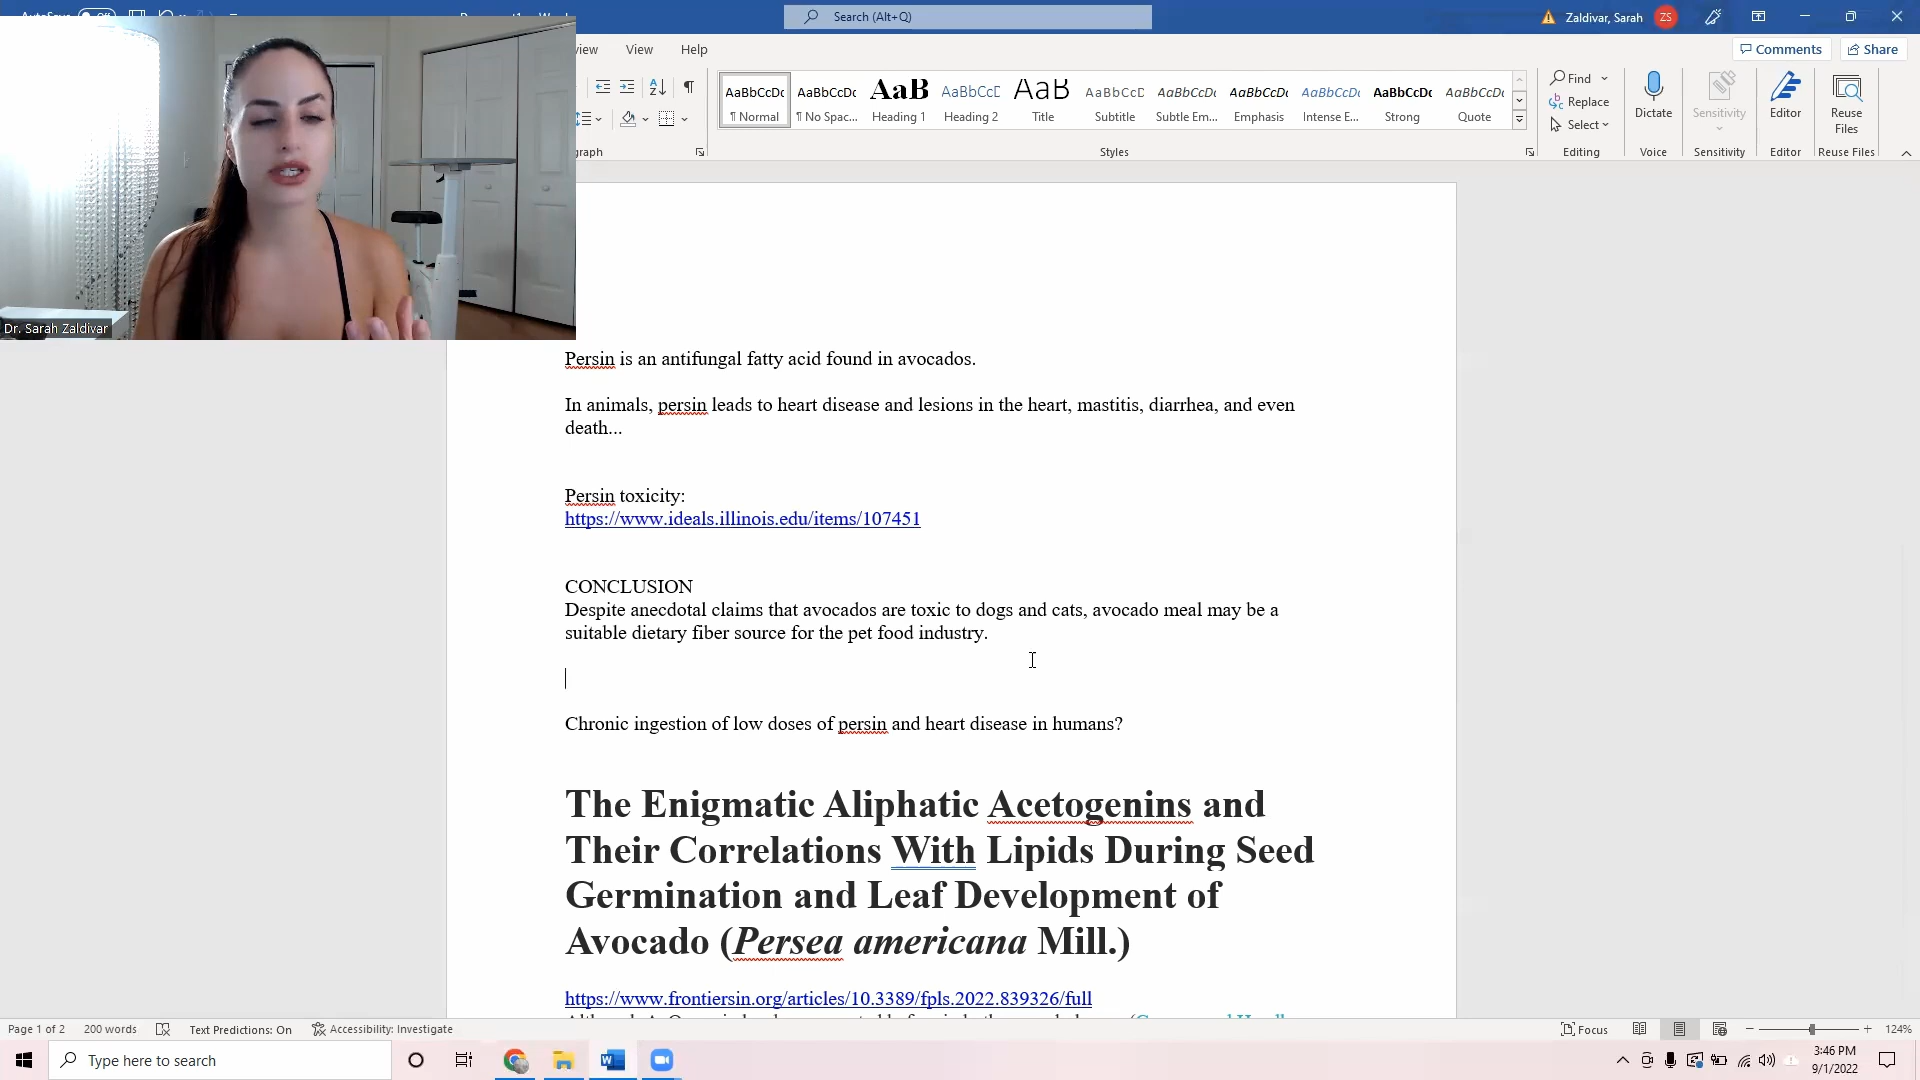 Search (Alt+Q)
Zaldivar, Sarah
ZS
View
Help
Comments
Share
AaBbCcDc
AaBbCcDc
AaB
AaBbCcD
AaB
AaBbCcD
AaBbCcDc
AaBbCcDc
AaBbCcDc
AaBbCcDc
AaBbCcDc
¶ Normal
¶ No Spac...
Heading 1
Heading 2
Title
Subtitle
Subtle Em...
Emphasis
Intense E...
Strong
Quote
Find
Replace
Select
Dictate
Sensitivity
Editor
Reuse
Files
Styles
Editing
Voice
Sensitivity
Editor
Reuse Files
Dr. Sarah Zaldivar
Persin is an antifungal fatty acid found in avocados.
In animals, persin leads to heart disease and lesions in the heart, mastitis, diarrhea, and even
death...
Persin toxicity:
https://www.ideals.illinois.edu/items/107451
CONCLUSION
Despite anecdotal claims that avocados are toxic to dogs and cats, avocado meal may be a
suitable dietary fiber source for the pet food industry.
Chronic ingestion of low doses of persin and heart disease in humans?
The Enigmatic Aliphatic Acetogenins and
Their Correlations With Lipids During Seed
Germination and Leaf Development of
Avocado (Persea americana Mill.)
https://www.frontiersin.org/articles/10.3389/fpls.2022.839326/full
Page 1 of 2
200 words
Text Predictions: On
Accessibility: Investigate
Focus
124%
Type here to search
3:46 PM
9/1/2022